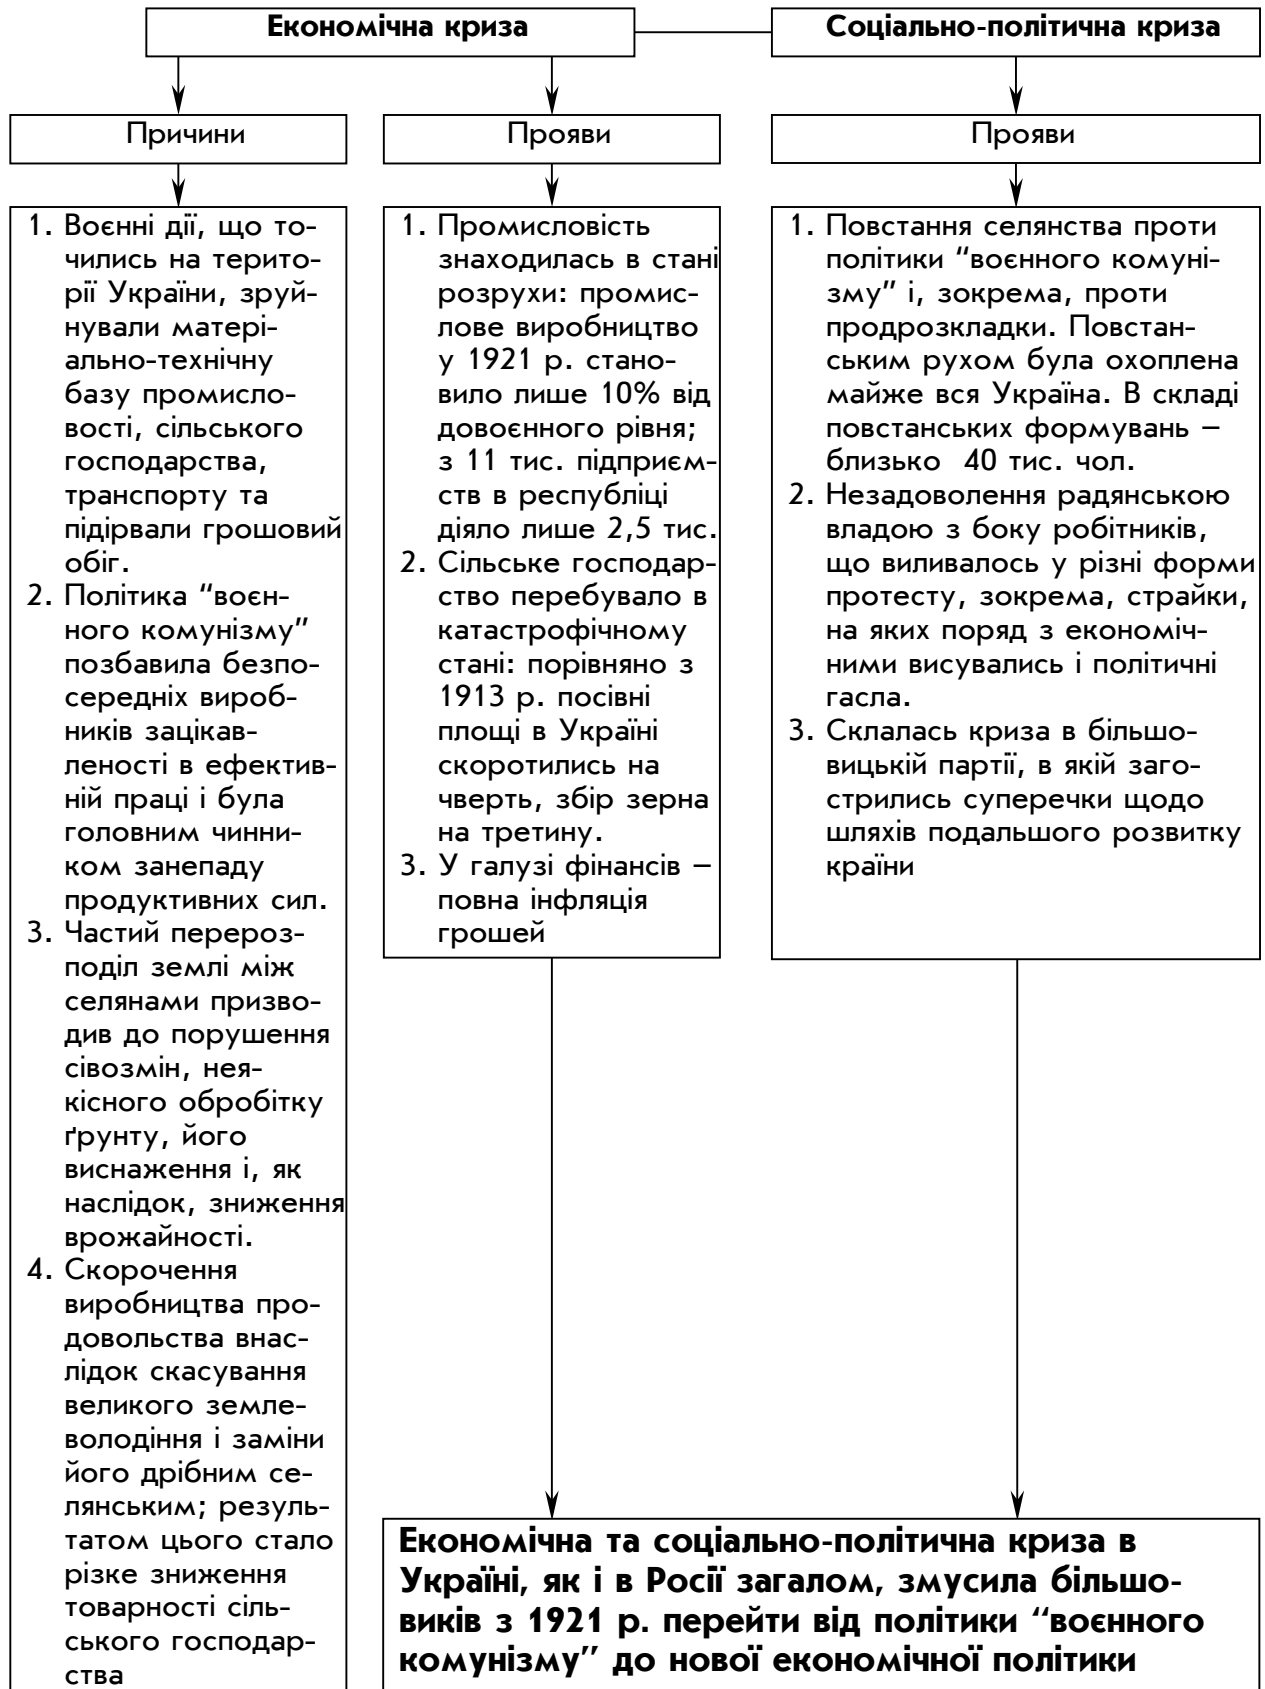 Економічна криза
Соціально-політична криза
Причини
Прояви
Прояви
1. Воєнні дії, що то-
чились на терито-
рії України, зруй-
нували матері-
ально-технічну
базу промисло-
вості, сільського
господарства,
транспорту та
підірвали грошовий
обіг.
2. Політика “воєн-
ного комунізму”
позбавила безпо-
середніх вироб-
ників зацікав-
леності в ефектив-
ній праці і була
головним чинни-
ком занепаду
продуктивних сил.
3. Частий перероз-
поділ землі між
селянами призво-
див до порушення
сівозмін, нея-
кісного обробітку
ґрунту, його
виснаження і, як
наслідок, зниження
врожайності.
4. Скорочення
виробництва про-
довольства внас-
лідок скасування
великого земле-
володіння і заміни
його дрібним се-
лянським; резуль-
татом цього стало
різке зниження
товарності сіль-
ського господар-
ства
1. Промисловість
знаходилась в стані
розрухи: промис-
лове виробництво
у 1921 р. стано-
вило лише 10% від
довоєнного рівня;
з 11 тис. підприєм-
ств в республіці
діяло лише 2,5 тис.
2. Сільське господар-
ство перебувало в
катастрофічному
стані: порівняно з
1913 р. посівні
площі в Україні
скоротились на
чверть, збір зерна
на третину.
3. У галузі фінансів –
повна інфляція
грошей
1. Повстання селянства проти
політики “воєнного комуні-
зму” і, зокрема, проти
продрозкладки. Повстан-
ським рухом була охоплена
майже вся Україна. В складі
повстанських формувань –
близько 40 тис. чол.
2. Незадоволення радянською
владою з боку робітників,
що виливалось у різні форми
протесту, зокрема, страйки,
на яких поряд з економіч-
ними висувались і політичні
гасла.
3. Склалась криза в більшо-
вицькій партії, в якій заго-
стрились суперечки щодо
шляхів подальшого розвитку
країни
Економічна та соціально-політична криза в
Україні, як і в Росії загалом, змусила більшо-
виків з 1921 р. перейти від політики “воєнного
комунізму” до нової економічної політики